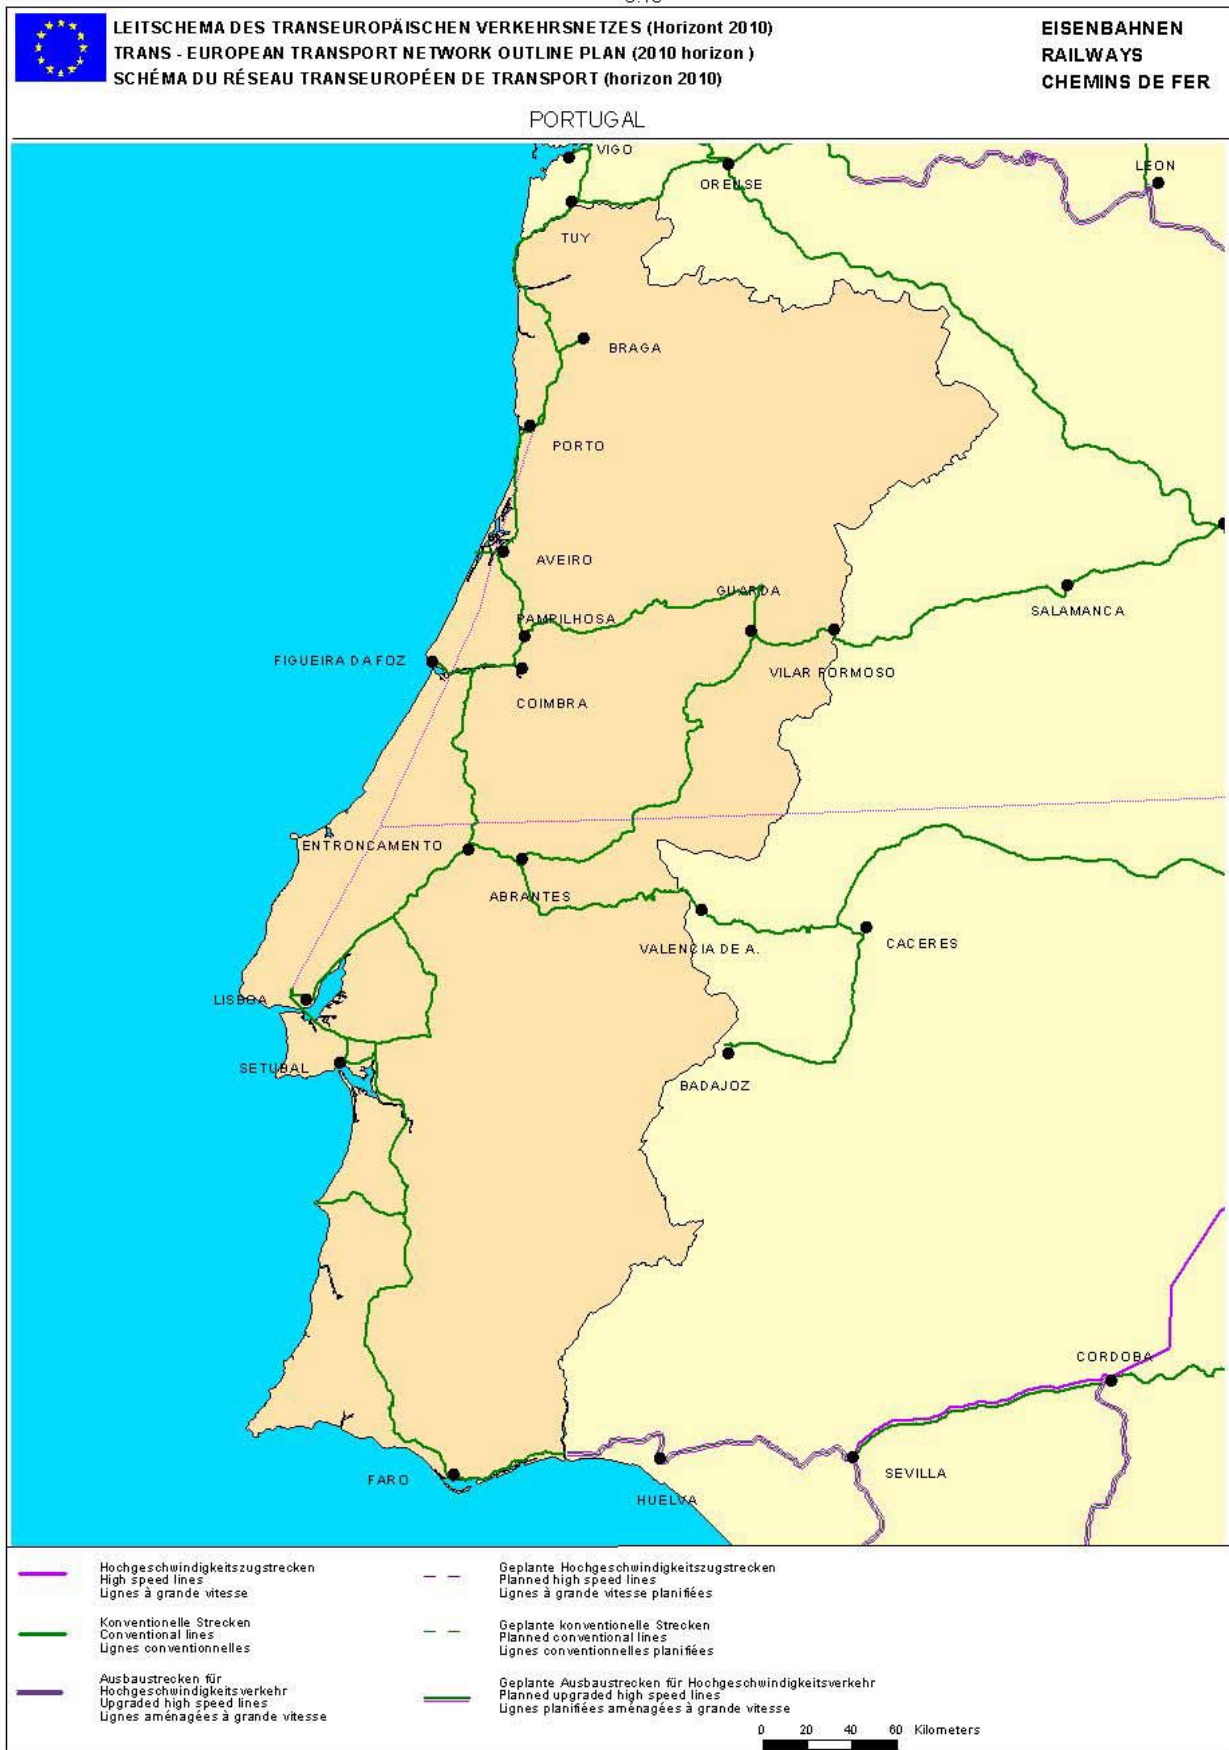 LEITSCHEMA DES TRANSEUROPÄISCHEN VERKEHRSNETZES (Horizont 2010)
TRANS - EUROPEAN TRANSPORT NETWORK OUTLINE PLAN (2010 horizon )
SCHÉMA DU RÉSEAU TRANSEUROPÉEN DE TRANSPORT (horizon 2010)
EISENBAHNEN
RAILWAYS
CHEMINS DE FER
PORTUGAL
VIGO
LEON
ORENSE
TUY
BRAGA
PORTO
AVEIRO
GUARDA
SALAMANCA
PAMPILHOSA
FIGUEIRA DA FOZ
VILAR FORMOSO
COIMBRA
ENTRONCAMENTO
ABRANTES
VALENCIA DE A.
CACERES
LISBOA
SETUBAL
BADAJOZ
CORDOBA
FARO
SEVILLA
HUELVA
Hochgeschwindigkeitszugstrecken
High speed lines
Lignes à grande vitesse
Geplante Hochgeschwindigkeitszugstrecken
Planned high speed lines
Lignes à grande vitesse planifiées
Konventionelle Strecken
Conventional lines
Lignes conventionnelles
Geplante konventionelle Strecken
Planned conventional lines
Lignes conventionnelles planifiées
Ausbaustrecken für
Hochgeschwindigkeitsverkehr
Upgraded high speed lines
Lignes aménagées à grande vitesse
Geplante Ausbaustrecken für Hochgeschwindigkeitsverkehr
Planned upgraded high speed lines
Lignes planifiées aménagées à grande vitesse
0 20 40 60 Kilometers